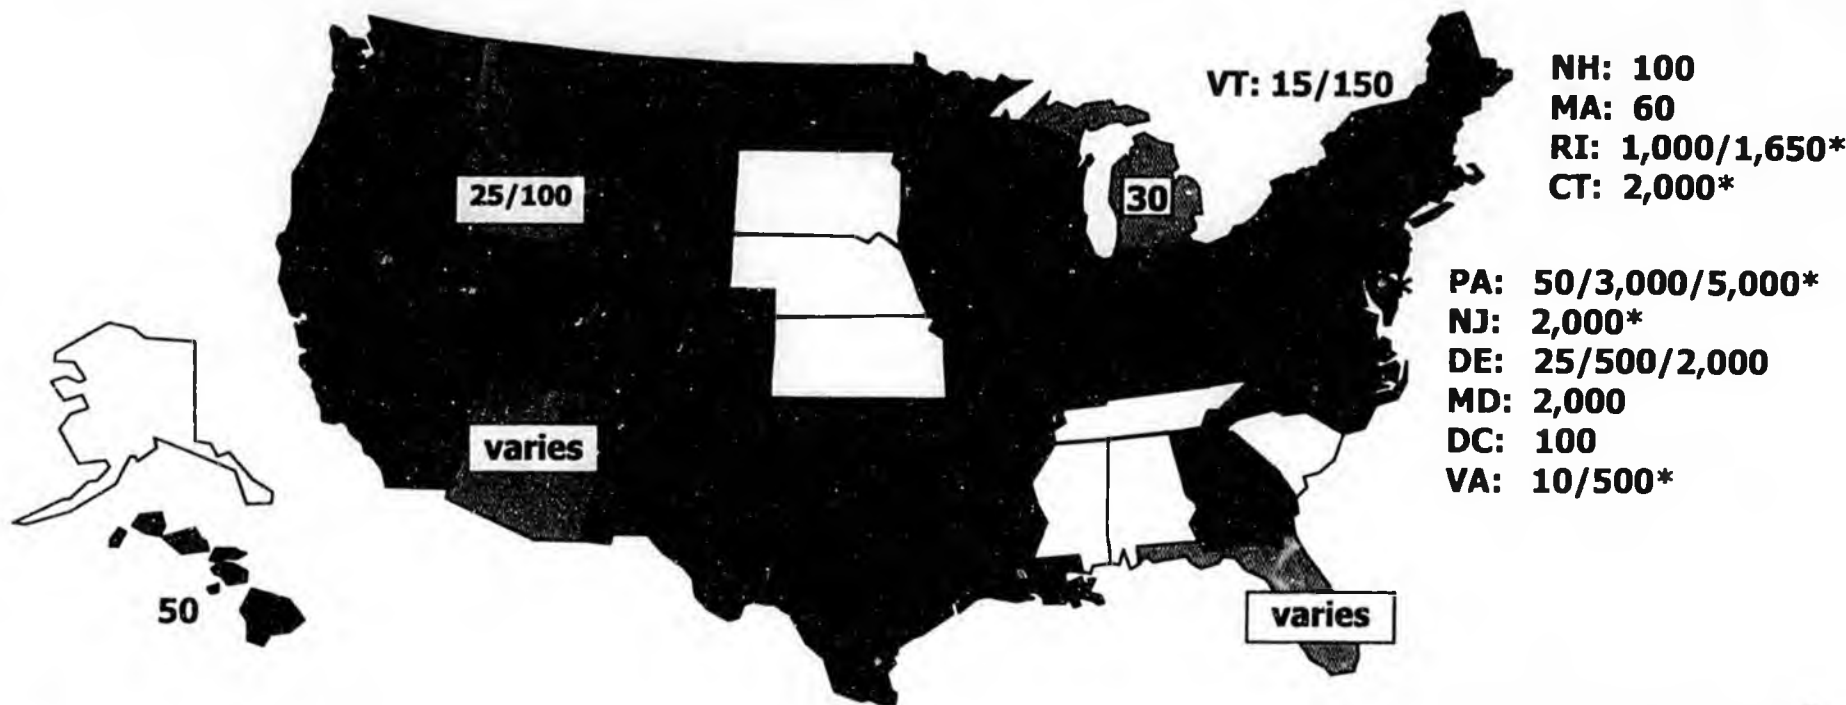 VT: 15/150
NH: 100
MA: 60
RI: 1,000/1,650*
CT: 2,000*
25/100
30
PA: 50/3,000/5,000*
NJ: 2,000*
DE: 25/500/2,000
MD: 2,000
DC: 100
VA: 10/500*
varies
50
varies